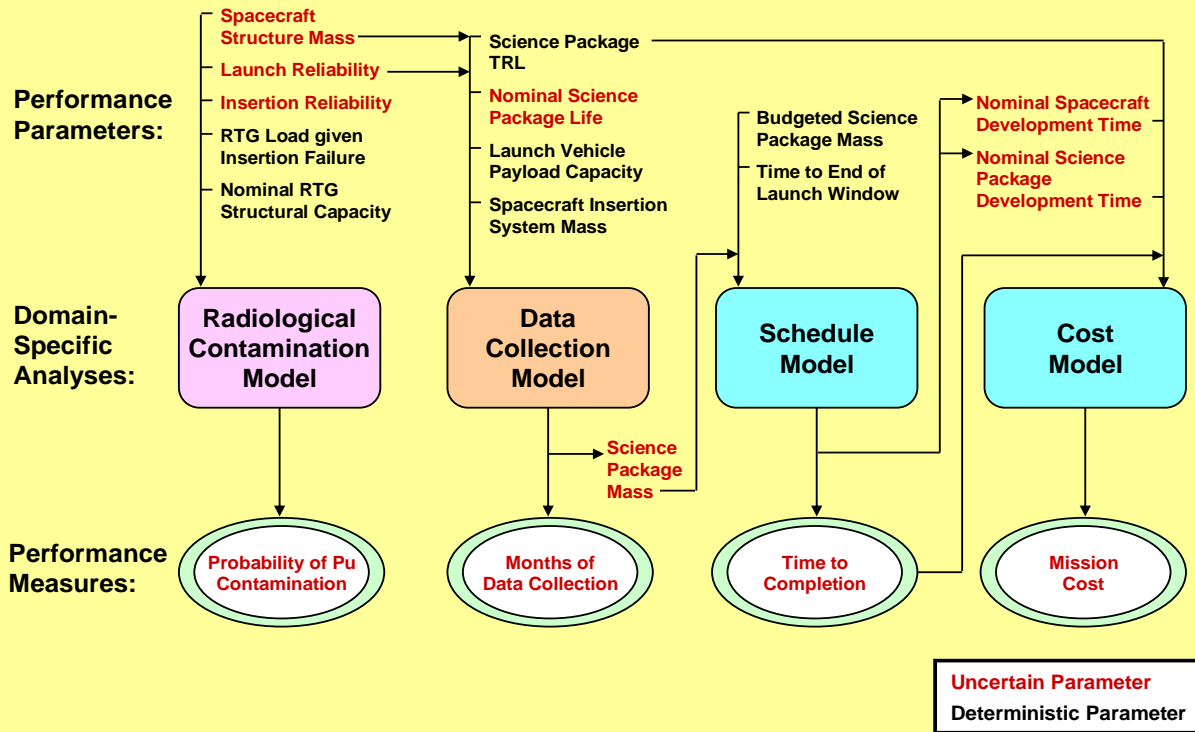 Performance
Parameters:
Spacecraft
Structure Mass
Launch Reliability
Insertion Reliability
RTG Load given
Insertion Failure
Nominal RTG
Structural Capacity
Science Package
TRL
Nominal Science
Package Life
Launch Vehicle
Payload Capacity
Spacecraft Insertion
System Mass
Budgeted Science
Package Mass
Time to End of
Launch Window
Nominal Spacecraft
Development Time
Nominal Science
Package
Development Time
Domain-
Specific
Analyses:
Radiological
Contamination
Model
Data
Collection
Model
Schedule
Model
Cost
Model
Science
Package
Mass
Performance
Measures:
Probability of Pu
Contamination
Months of
Data Collection
Time to
Completion
Mission
Cost
Uncertain Parameter
Deterministic Parameter